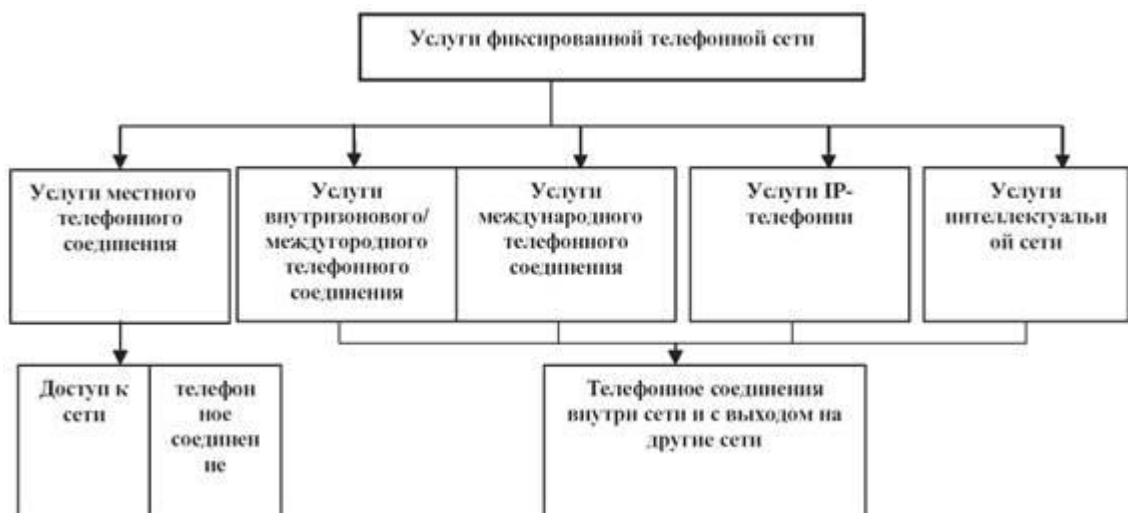 Услуги фиксированной телефонной сети
Услуги местного
телефонного
соединения
Услуги
внутризонового/
междугородного
телефонного
соединения
Услуги
международного
телефонного
соединения
Услуги IP-
телефонии
Услуги
интеллектуальн
ой сети
Доступ к
сети
телефон
ное
соединен
ие
Телефонное соединения
внутри сети и с выходом на
другие сети